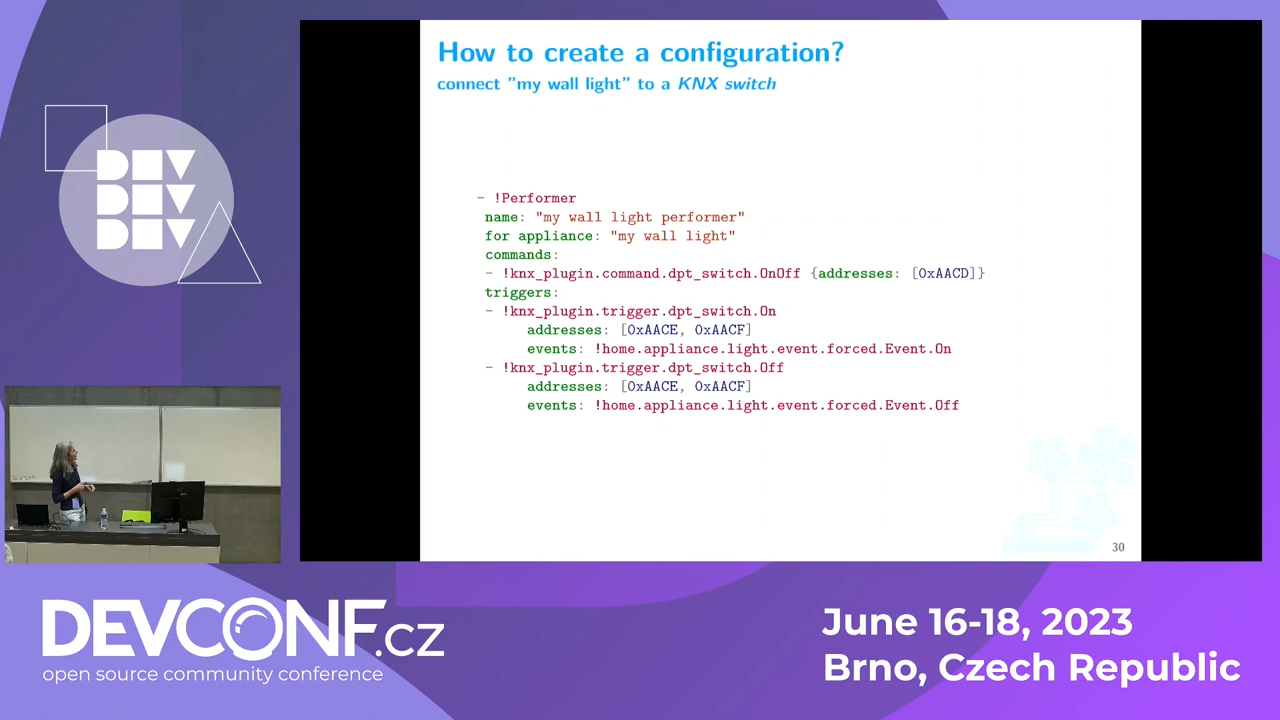 How to create a configuration?
connect "my wall light" to a KNX switch
- !Performer
name: "my wall light performer"
for appliance: "my wall light"
commands:
- !knx_plugin.command.dpt_switch.OnOff {addresses: [0xAACD]}
triggers:
- !knx_plugin.trigger.dpt_switch.On
addresses: [0xAACE, 0xAACF]
events: !home.appliance.light.event.forced.Event.On
- !knx_plugin.trigger.dpt_switch.Off
addresses: [0xAACE, 0xAACF]
events: !home.appliance.light.event.forced.Event.Off
30
DEV
DEV
DEV
DEVCONF.cz
open source community conference
June 16-18, 2023
Brno, Czech Republic